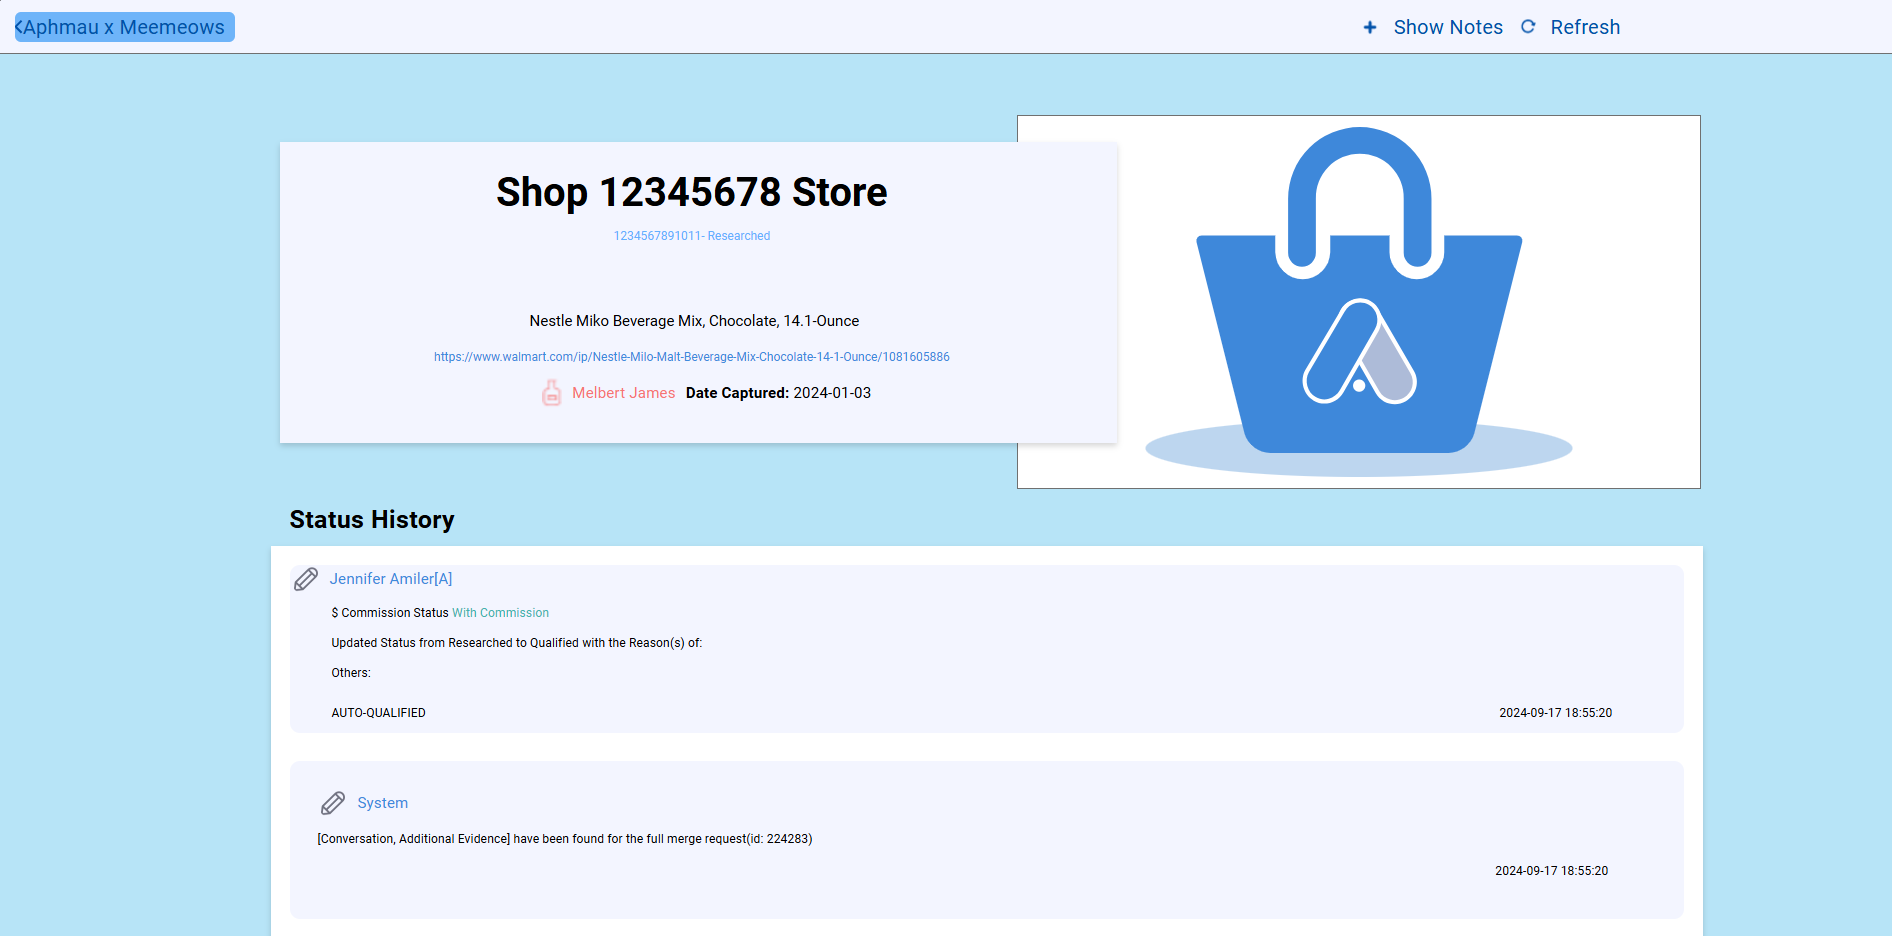 Aphmau x Meemeows
Show Notes
Refresh
Shop 12345678 Store
1234567891011- Researched
Nestle Miko Beverage Mix, Chocolate, 14.1-Ounce
https://www.walmart.com/ip/Nestle-Milo-Malt-Beverage-Mix-Chocolate-14-1-Ounce/1081605886
Melbert James Date Captured: 2024-01-03
Status History
Jennifer Amiler[A]
$ Commission Status With Commission
Updated Status from Researched to Qualified with the Reason(s) of:
Others:
AUTO-QUALIFIED
2024-09-17 18:55:20
System
[Conversation, Additional Evidence] have been found for the full merge request(id: 224283)
2024-09-17 18:55:20